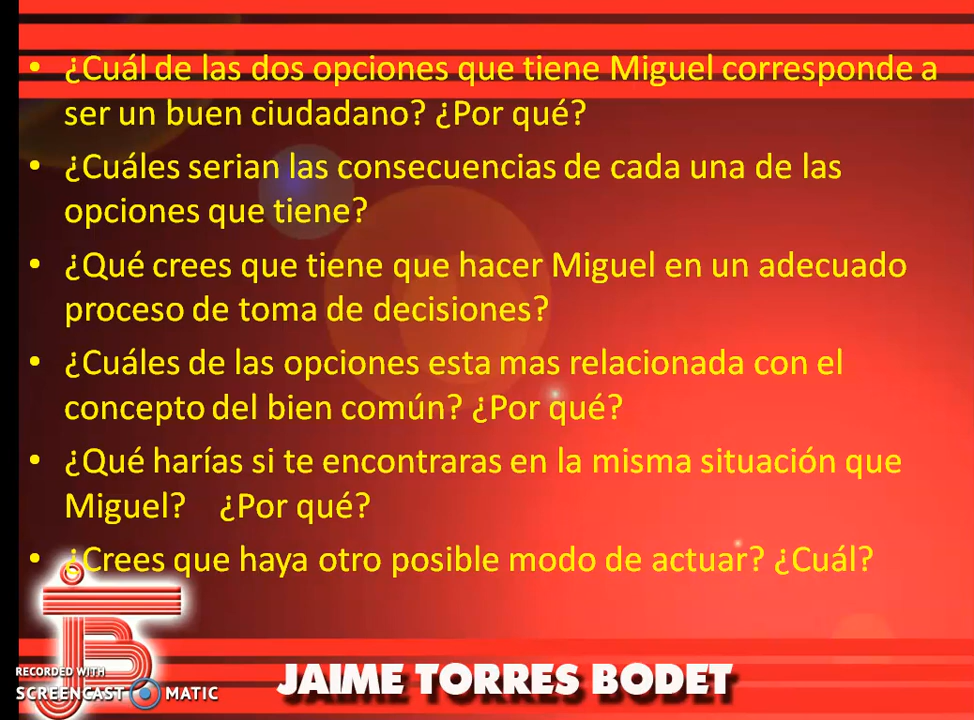 • ¿Cuál de las dos opciones que tiene Miguel corresponde a
ser un buen ciudadano? ¿Por qué?
• ¿Cuáles serian las consecuencias de cada una de las
opciones que tiene?
• ¿Qué crees que tiene que hacer Miguel en un adecuado
proceso de toma de decisiones?
• ¿Cuáles de las opciones esta mas relacionada con el
concepto del bien común? ¿Por qué?
• ¿Qué harías si te encontraras en la misma situación que
Miguel? ¿Por qué?
• ¿Crees que haya otro posible modo de actuar? ¿Cuál?
JAIME TORRES BODET
RECORDED WITH
SCREENCAST MATIC